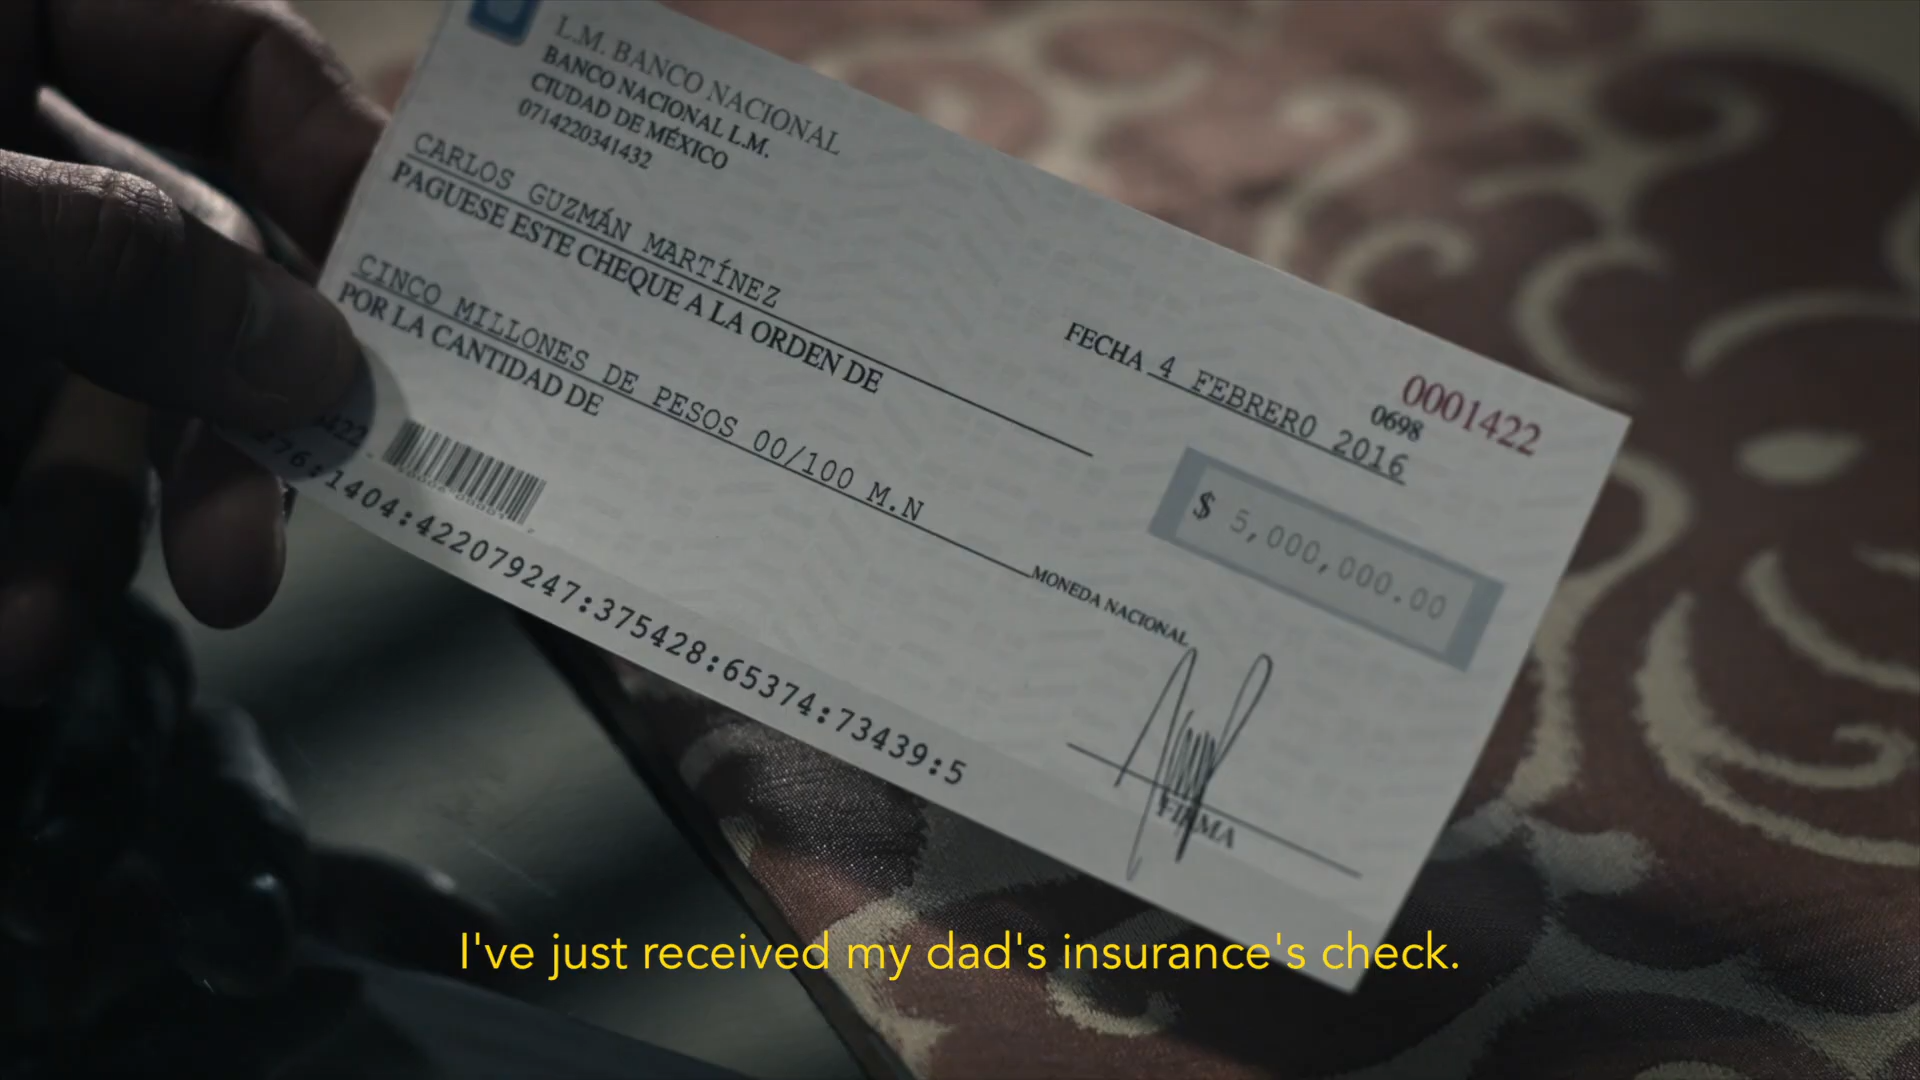 L.M. BANCO NACIONAL
BANCO NACIONAL L.M.
CIUDAD DE MÉXICO
0714220341432
CARLOS GUZMÁN MARTÍNEZ
PAGUESE ESTE CHEQUE A LA ORDEN DE
FECHA 4 FEBRERO 2016
0001422
0698
CINCO MILLONES DE PESOS 00/100 M.N
POR LA CANTIDAD DE
MONEDA NACIONAL
$ 5,000,000.00
1404:422079247:375428:65374:73439:5
FIRMA
I've just received my dad's insurance's check.